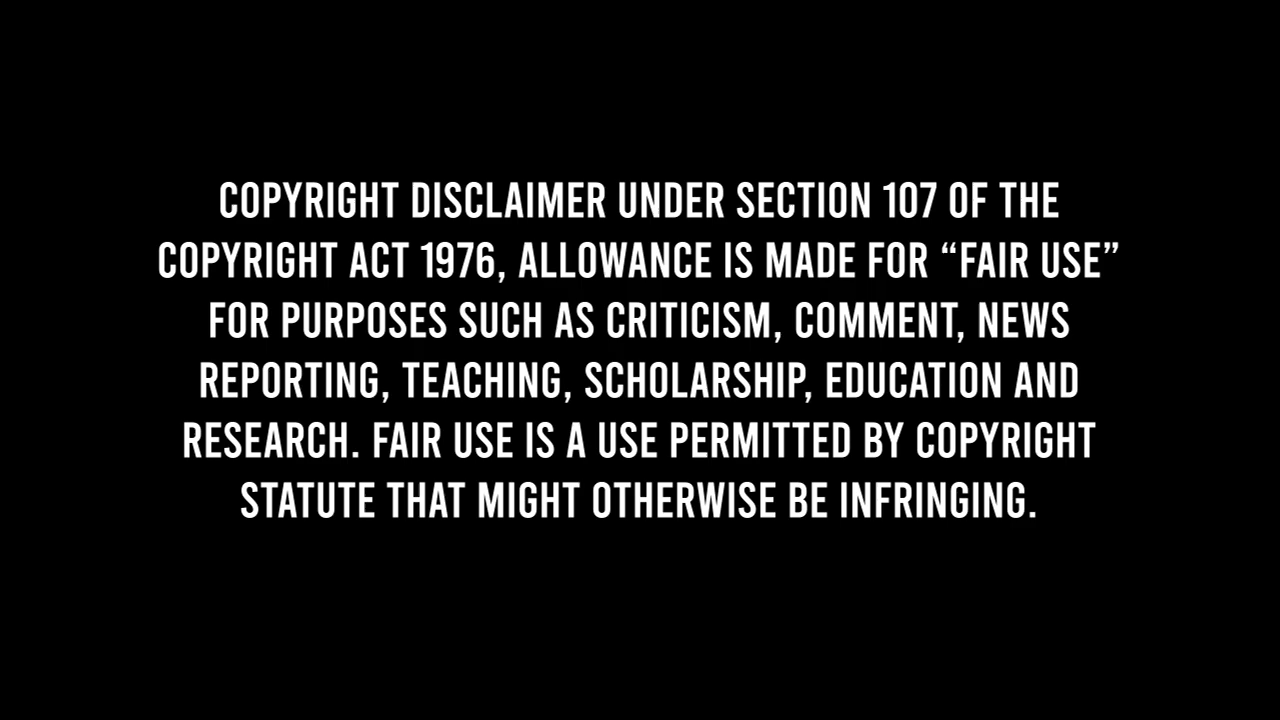 COPYRIGHT DISCLAIMER UNDER SECTION 107 OF THE
COPYRIGHT ACT 1976, ALLOWANCE IS MADE FOR “FAIR USE”
FOR PURPOSES SUCH AS CRITICISM, COMMENT, NEWS
REPORTING, TEACHING, SCHOLARSHIP, EDUCATION AND
RESEARCH. FAIR USE IS A USE PERMITTED BY COPYRIGHT
STATUTE THAT MIGHT OTHERWISE BE INFRINGING.